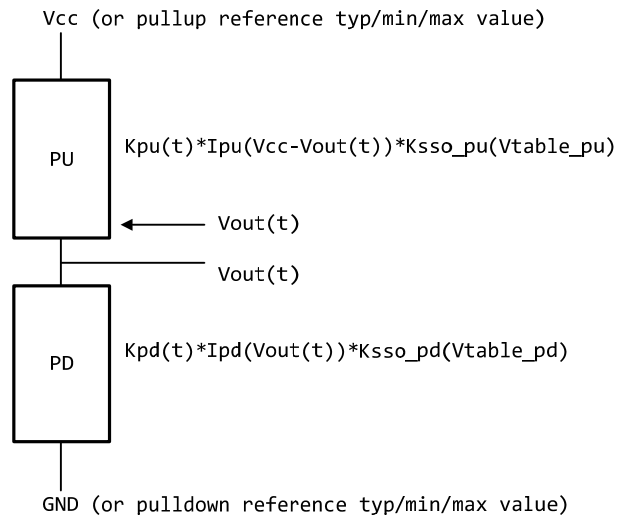 Vcc (or pullup reference typ/min/max value)
PU
Kpu(t)*Ipu(Vcc-Vout(t))*Ksso_pu(Vtable_pu)
Vout(t)
Vout(t)
PD
Kpd(t)*Ipd(Vout(t))*Ksso_pd(Vtable_pd)
GND (or pulldown reference typ/min/max value)